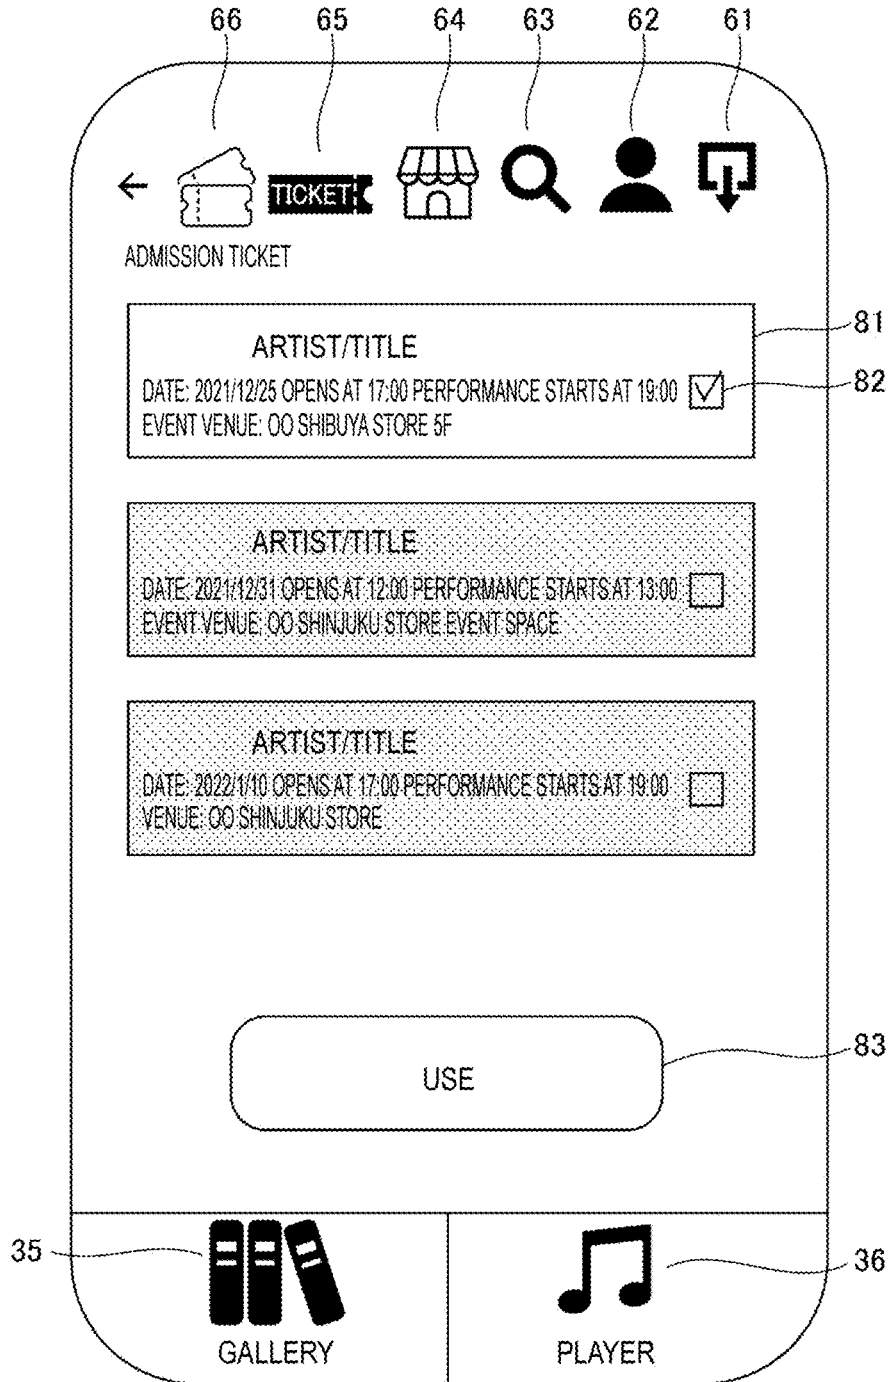 66 65 64 63 62 61
TICKET
ADMISSION TICKET
81
ARTIST/TITLE
DATE: 2021/12/25 OPENS AT 17:00 PERFORMANCE STARTS AT 19:00
82
EVENT VENUE: OO SHIBUYA STORE 5F
ARTIST/TITLE
DATE: 2021/12/31 OPENS AT 12:00 PERFORMANCE STARTS AT 13:00
EVENT VENUE: OO SHINJUKU STORE EVENT SPACE
ARTIST/TITLE
DATE: 2022/1/10 OPENS AT 17:00 PERFORMANCE STARTS AT 19:00
VENUE: OO SHINJUKU STORE
83
USE
35
36
GALLERY
PLAYER